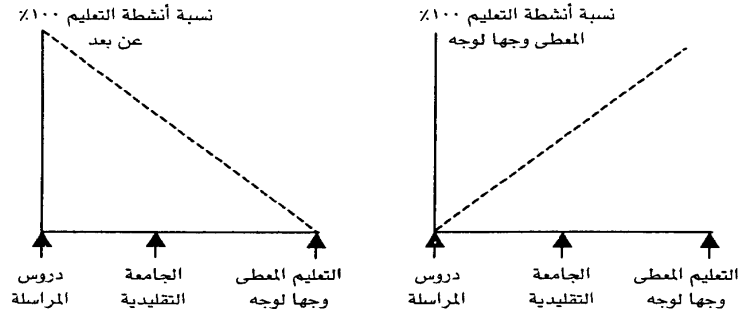 نسبة أنشطة التعليم ١٠٠٪
المعطى وجها لوجه
التعليم المعطى
وجها لوجه
الجامعة
التقليدية
دروس
المراسلة
نسبة أنشطة التعليم ١٠٠٪
عن بعد
التعليم المعطى
وجها لوجه
الجامعة
التقليدية
دروس
المراسلة